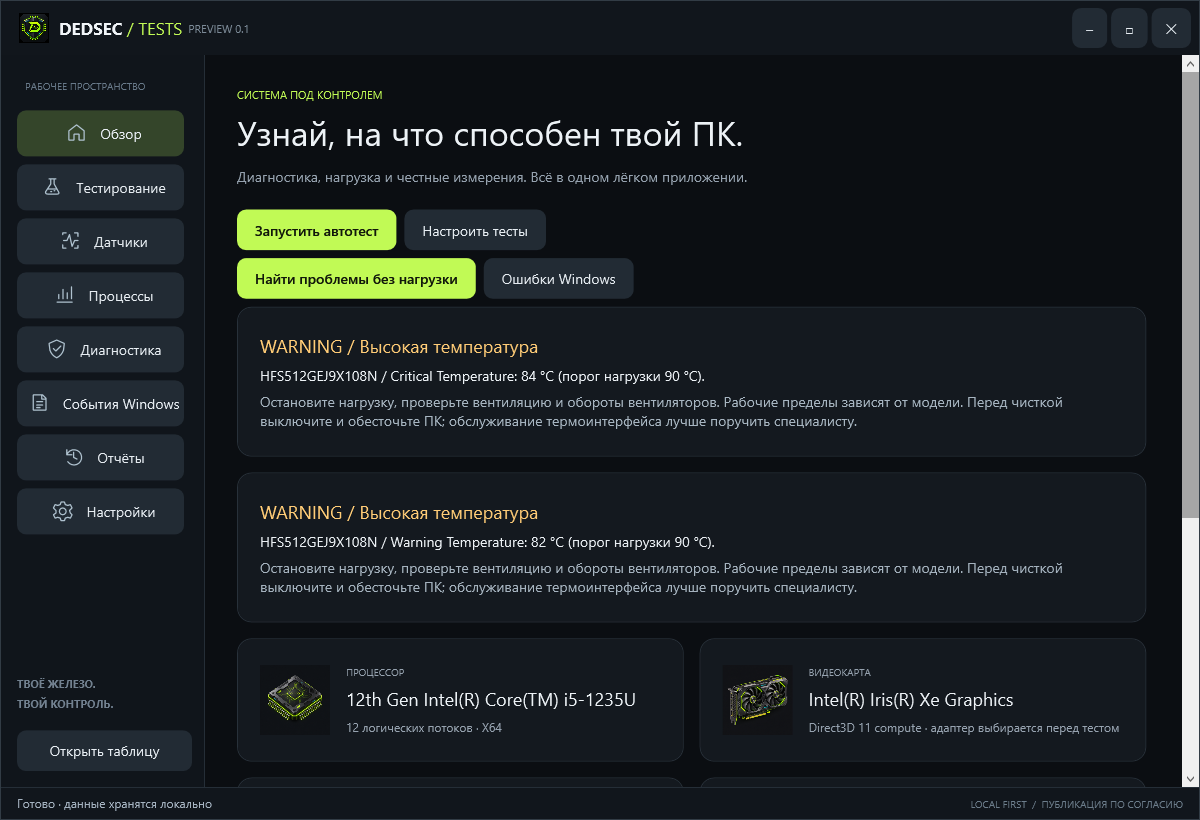 DEDSEC / TESTS PREVIEW 0.1
РАБОЧЕЕ ПРОСТРАНСТВО
Обзор
Тестирование
Датчики
Процессы
Диагностика
События Windows
Отчёты
Настройки
ТВОЁ ЖЕЛЕЗО.
ТВОЙ КОНТРОЛЬ.
Открыть таблицу
СИСТЕМА ПОД КОНТРОЛЕМ
Узнай, на что способен твой ПК.
Диагностика, нагрузка и честные измерения. Всё в одном лёгком приложении.
Запустить автотест
Настроить тесты
Найти проблемы без нагрузки
Ошибки Windows
WARNING / Высокая температура
HFS512GEJ9X108N / Critical Temperature: 84 °C (порог нагрузки 90 °C).
Остановите нагрузку, проверьте вентиляцию и обороты вентиляторов. Рабочие пределы зависят от модели. Перед чисткой
выключите и обесточьте ПК; обслуживание термоинтерфейса лучше поручить специалисту.
WARNING / Высокая температура
HFS512GEJ9X108N / Warning Temperature: 82 °C (порог нагрузки 90 °C).
Остановите нагрузку, проверьте вентиляцию и обороты вентиляторов. Рабочие пределы зависят от модели. Перед чисткой
выключите и обесточьте ПК; обслуживание термоинтерфейса лучше поручить специалисту.
ПРОЦЕССОР
12th Gen Intel(R) Core(TM) i5-1235U
12 логических потоков · X64
ВИДЕОКАРТА
Intel(R) Iris(R) Xe Graphics
Direct3D 11 compute · адаптер выбирается перед тестом
Готово · данные хранятся локально
LOCAL FIRST / ПУБЛИКАЦИЯ ПО СОГЛАСИЮ